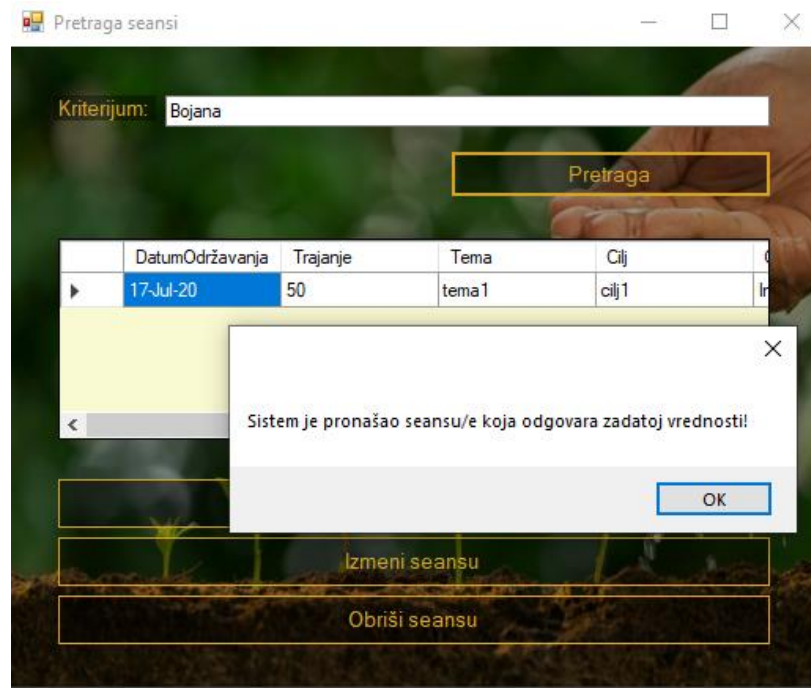 Pretraga seansi
Kriterijum: Bojana
Pretraga
DatumOdržavanja Trajanje Tema Cilj
17-Jul-20 50 tema1 cilj1
Sistem je pronašao seansu/e koja odgovara zadatoj vrednosti!
OK
Izmeni seansu
Obriši seansu